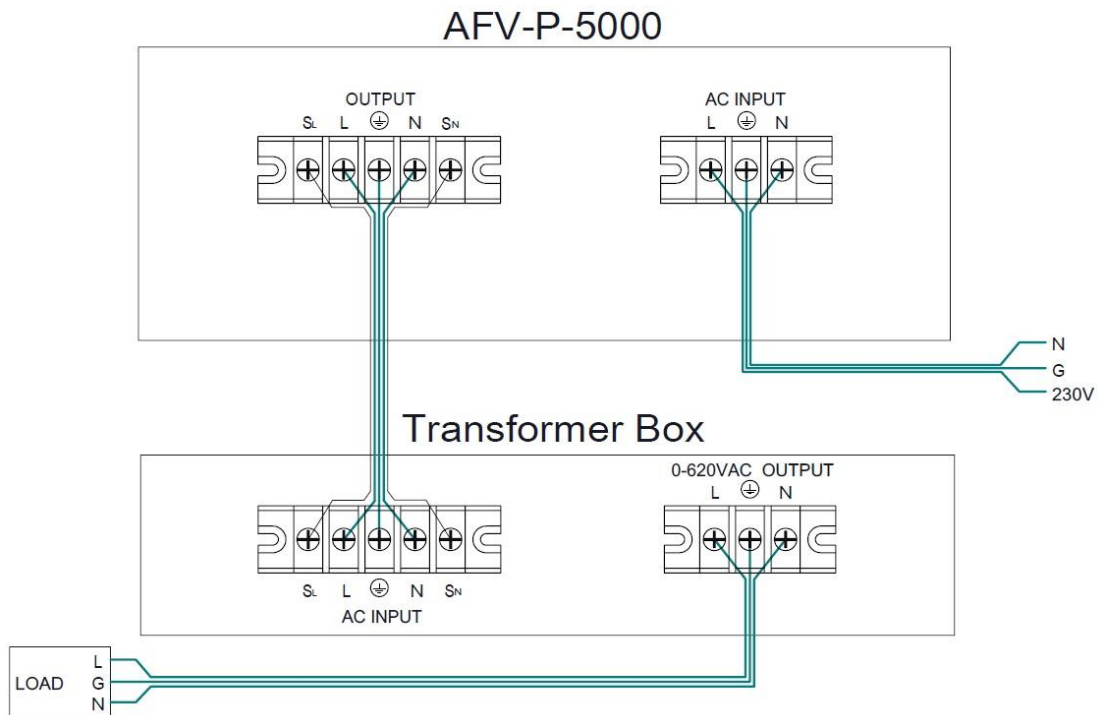 AFV-P-5000
OUTPUT
SL L N SN
AC INPUT
L N
N
G
230V
Transformer Box
0-620VAC OUTPUT
L N
SL L N SN
AC INPUT
LOAD
L
G
N